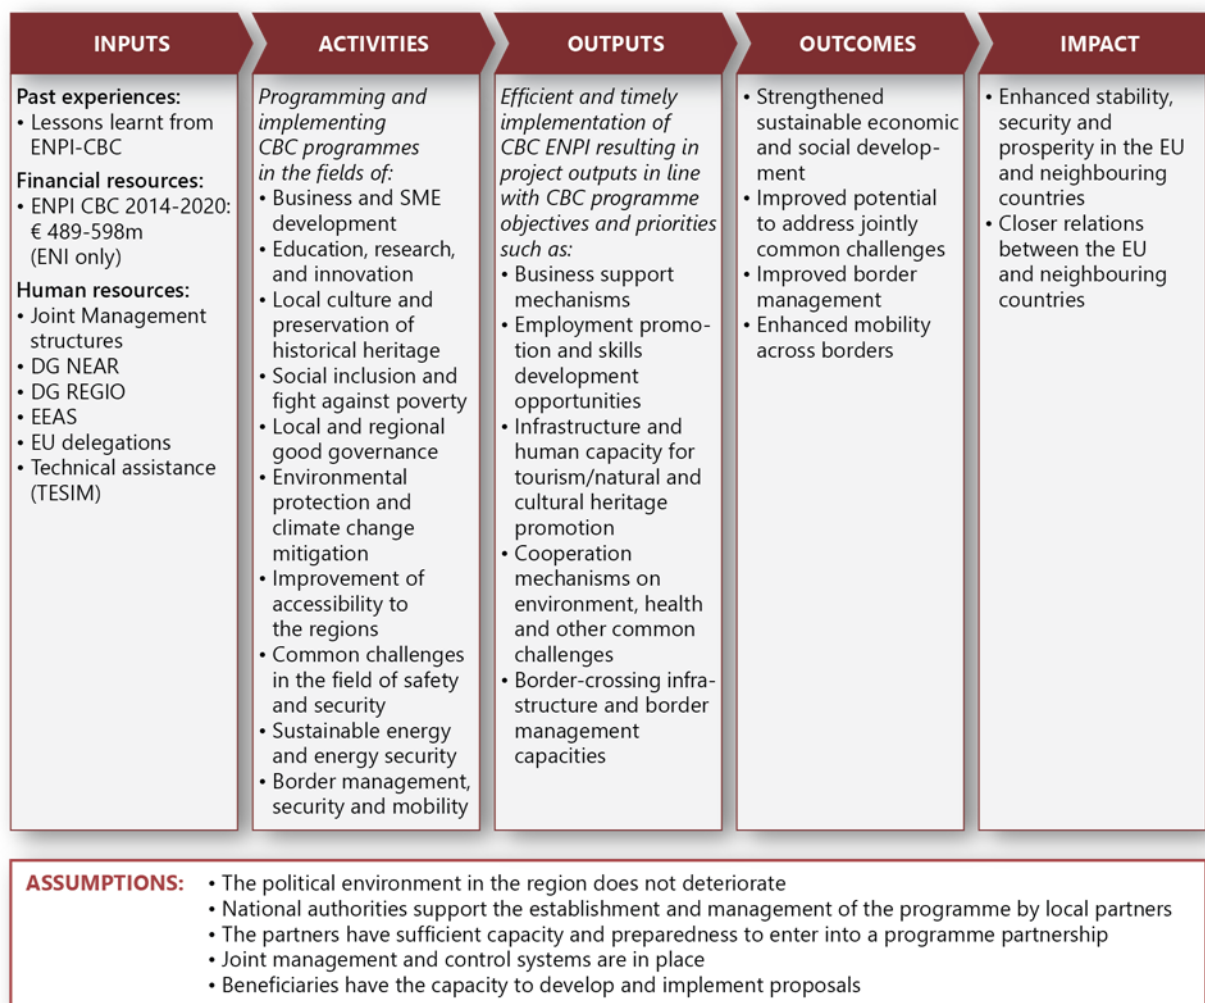 INPUTS
Past experiences:
• Lessons learnt from
ENPI-CBC
Financial resources:
• ENPI CBC 2014-2020:
€ 489-598m
(ENI only)
Human resources:
• Joint Management
structures
• DG NEAR
• DG REGIO
• EEAS
• EU delegations
• Technical assistance
(TESIM)
ACTIVITIES
Programming and
implementing
CBC programmes
in the fields of:
• Business and SME
development
• Education, research,
and innovation
• Local culture and
preservation of
historical heritage
• Social inclusion and
fight against poverty
• Local and regional
good governance
• Environmental
protection and
climate change
mitigation
• Improvement of
accessibility to
the regions
• Common challenges
in the field of safety
and security
• Sustainable energy
and energy security
• Border management,
security and mobility
OUTPUTS
Efficient and timely
implementation of
CBC ENPI resulting in
project outputs in line
with CBC programme
objectives and priorities
such as:
• Business support
mechanisms
• Employment promo-
tion and skills
development
opportunities
• Infrastructure and
human capacity for
tourism/natural and
cultural heritage
promotion
• Cooperation
mechanisms on
environment, health
and other common
challenges
• Border-crossing infra-
structure and border
management
capacities
OUTCOMES
• Strengthened
sustainable economic
and social develop-
ment
• Improved potential
to address jointly
common challenges
• Improved border
management
• Enhanced mobility
across borders
IMPACT
• Enhanced stability,
security and
prosperity in the EU
and neighbouring
countries
• Closer relations
between the EU
and neighbouring
countries
ASSUMPTIONS: • The political environment in the region does not deteriorate
• National authorities support the establishment and management of the programme by local partners
• The partners have sufficient capacity and preparedness to enter into a programme partnership
• Joint management and control systems are in place
• Beneficiaries have the capacity to develop and implement proposals